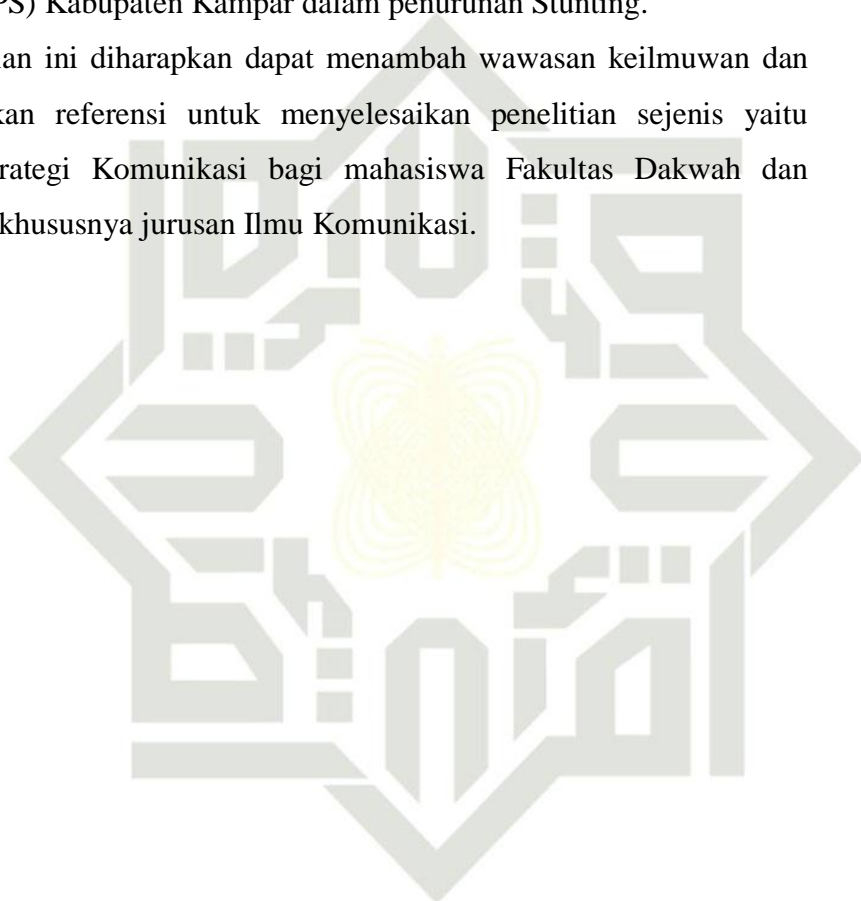 PS) Kabupaten Kampar dalam penurunan Stunting.
ian ini diharapkan dapat menambah wawasan keilmuwan dan
kan referensi untuk menyelesaikan penelitian sejenis yaitu
rategi Komunikasi bagi mahasiswa Fakultas Dakwah dan
khususnya jurusan Ilmu Komunikasi.